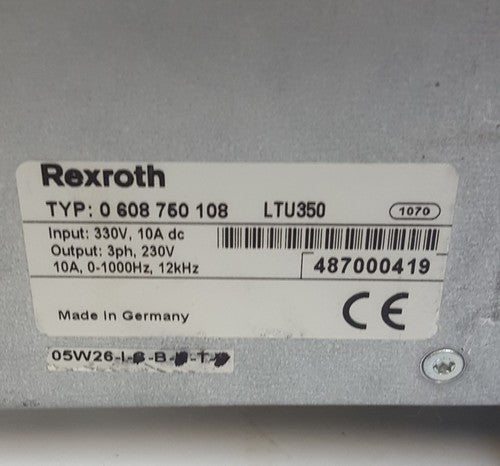 Rexroth
TYP: 0 608 750 108 LTU350 1070
Input: 330V, 10A dc
Output: 3ph, 230V
10A, 0-1000Hz, 12kHz 487000419
Made in Germany CE
05W26-I- -B- -T-